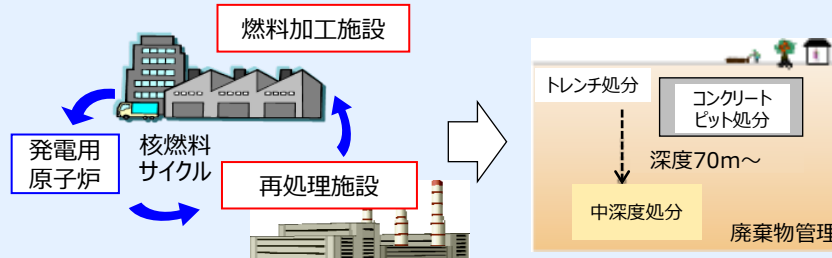 燃料加工施設
発電用
原子炉
核燃料
サイクル
再処理施設
トレンチ処分
コンクリート
ピット処分
深度70m~
中深度処分
廃棄物管理